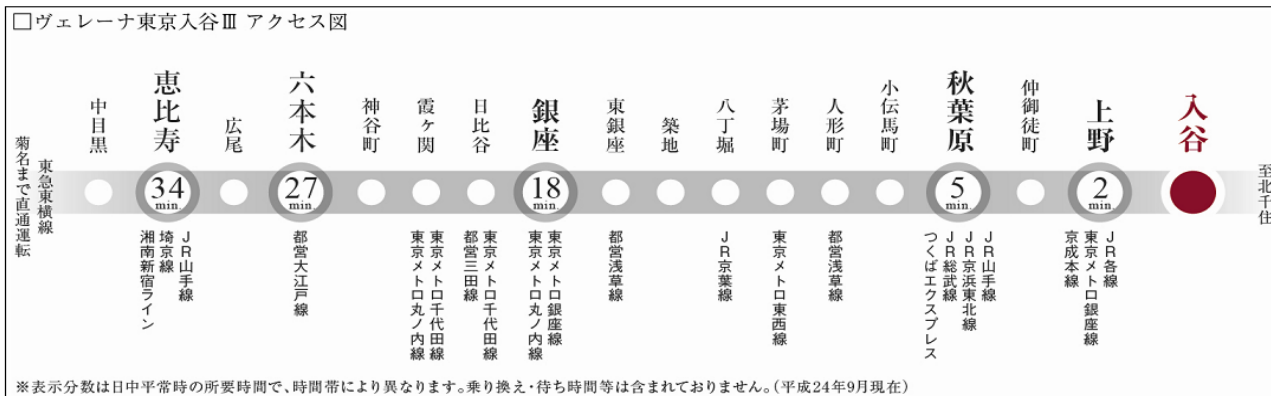 □ヴェレーナ東京入谷Ⅲ アクセス図
至北千住
入谷
上野
2
min.
JR各線
東京メトロ銀座線
京成本線
仲御徒町
秋葉原
5
min.
JR山手線
JR京浜東北線
JR総武線
つくばエクスプレス
小伝馬町
人形町
都営浅草線
茅場町
東京メトロ東西線
八丁堀
JR京葉線
築地
東銀座
都営浅草線
銀座
18
min.
東京メトロ銀座線
東京メトロ丸ノ内線
日比谷
東京メトロ千代田線
都営三田線
霞ヶ関
東京メトロ千代田線
東京メトロ丸ノ内線
神谷町
六本木
27
min.
都営大江戸線
広尾
恵比寿
34
min.
JR山手線
埼京線
湘南新宿ライン
中目黒
東急東横線
菊名まで直通運転
※表示分数は日中平常時の所要時間で、時間帯により異なります。乗り換え・待ち時間等は含まれておりません。(平成24年9月現在)